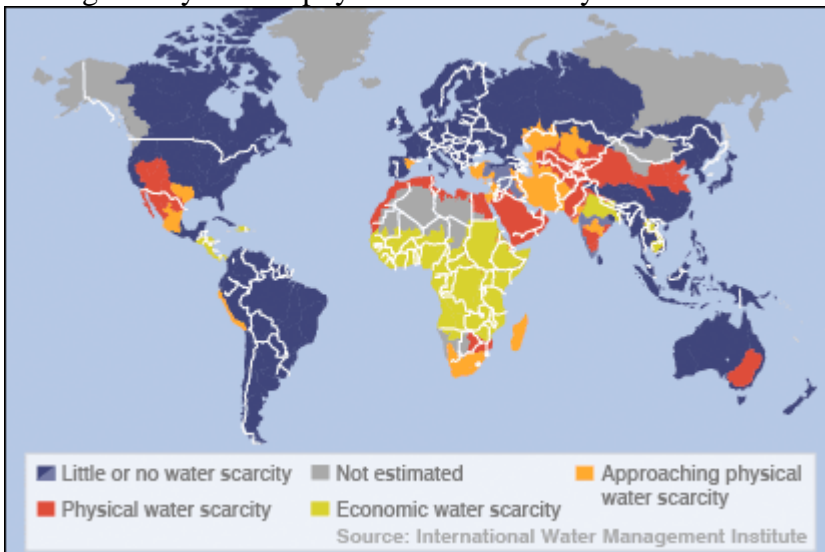 Little or no water scarcity
Not estimated
Approaching physical
water scarcity
Physical water scarcity
Economic water scarcity
Source: International Water Management Institute